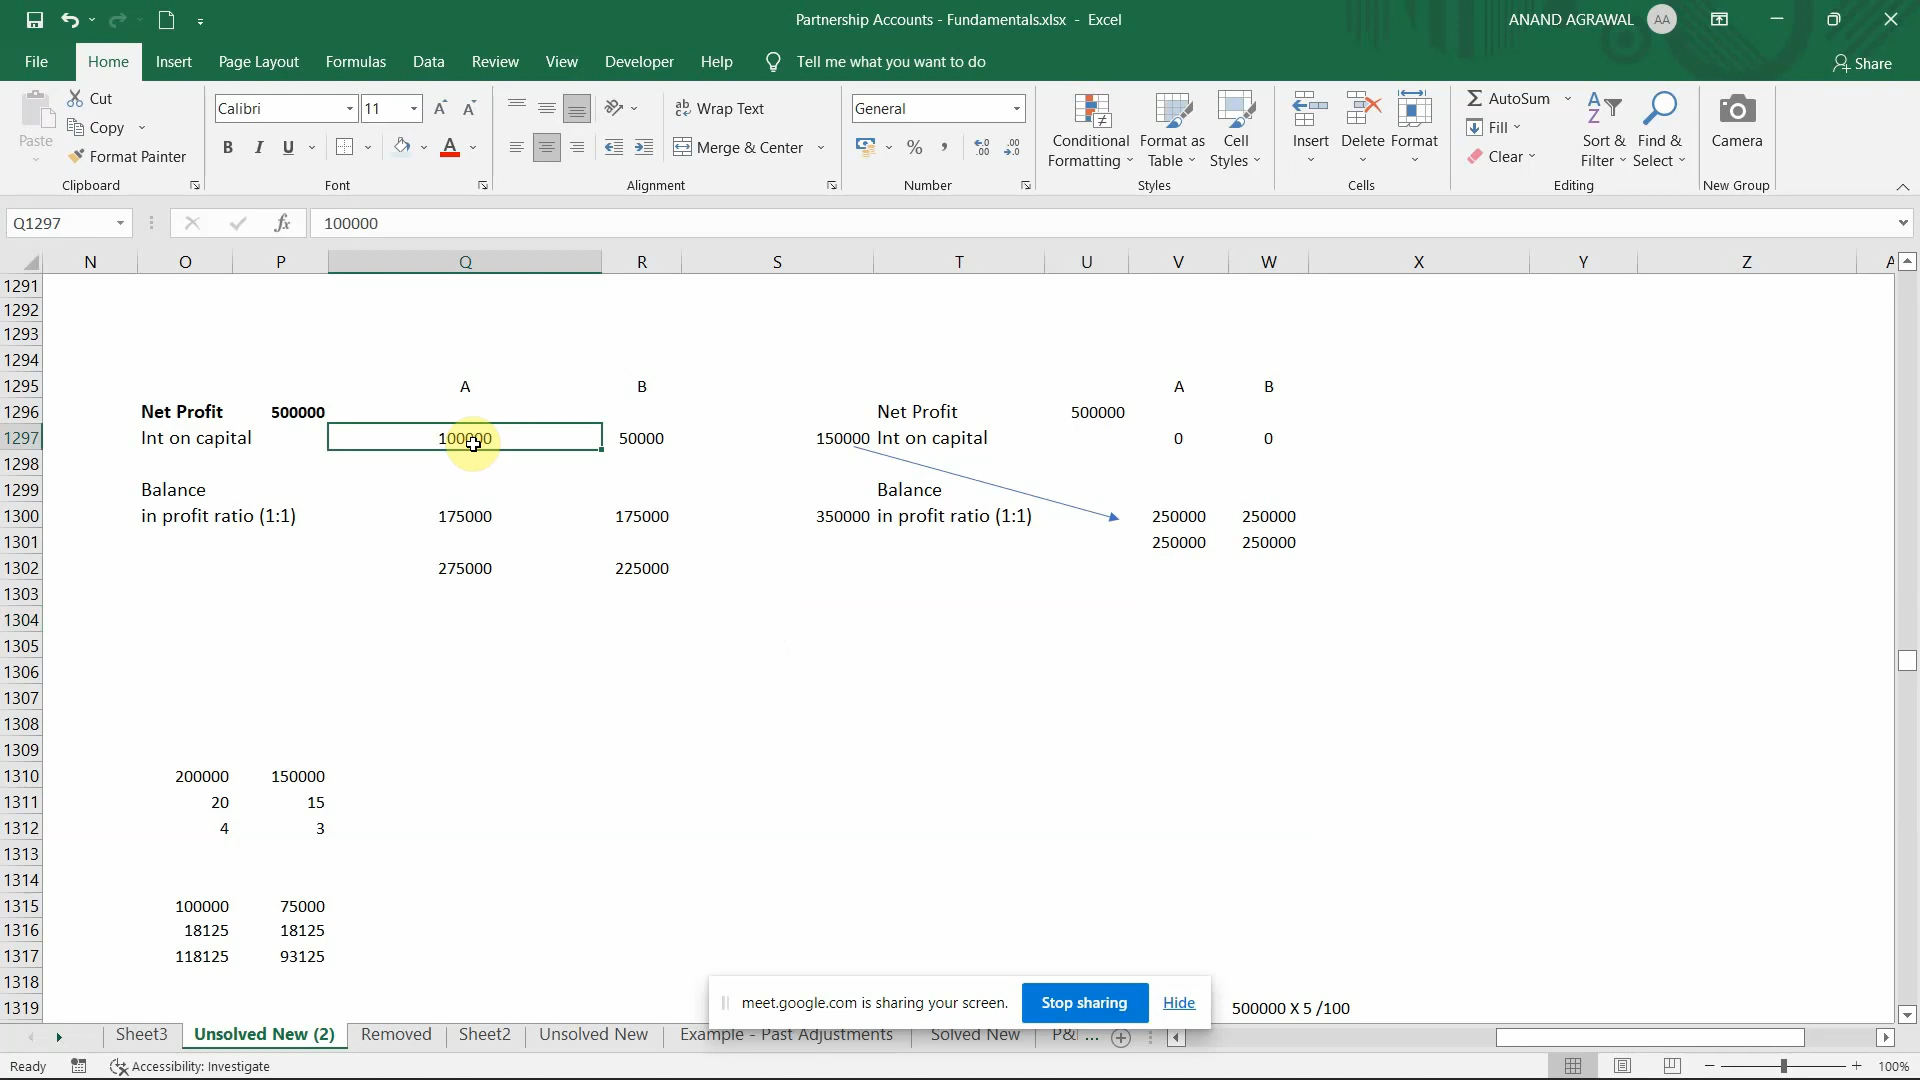 Partnership Accounts - Fundamentals.xlsx - Excel
ANAND AGRAWAL AA
File Home Insert Page Layout Formulas Data Review View Developer Help Tell me what you want to do Share
Paste Cut
Copy
Format Painter
Clipboard
Calibri 11
B I U
Font
Wrap Text
Merge & Center
Alignment
General
Number
Conditional Formatting
Format as Table
Cell Styles
Styles
Insert Delete Format
Cells
AutoSum
Fill
Clear
Sort & Filter
Find & Select
Editing
Camera
New Group
Q1297 fx 100000
N O P Q R S T U V W X Y Z A
1291
1292
1293
1294
1295 A B A B
1296 Net Profit 500000 Net Profit 500000
1297 Int on capital 100000 50000 150000 Int on capital 0 0
1298
1299 Balance Balance
1300 in profit ratio (1:1) 175000 175000 350000 in profit ratio (1:1) 250000 250000
1301 250000 250000
1302 275000 225000
1303
1304
1305
1306
1307
1308
1309
1310 200000 150000
1311 20 15
1312 4 3
1313
1314
1315 100000 75000
1316 18125 18125
1317 118125 93125
1318
1319 500000 X 5 /100
meet.google.com is sharing your screen. Stop sharing Hide
Sheet3 Unsolved New (2) Removed Sheet2 Unsolved New Example - Past Adjustments Solved New P&l ...
Ready Accessibility: Investigate 100%